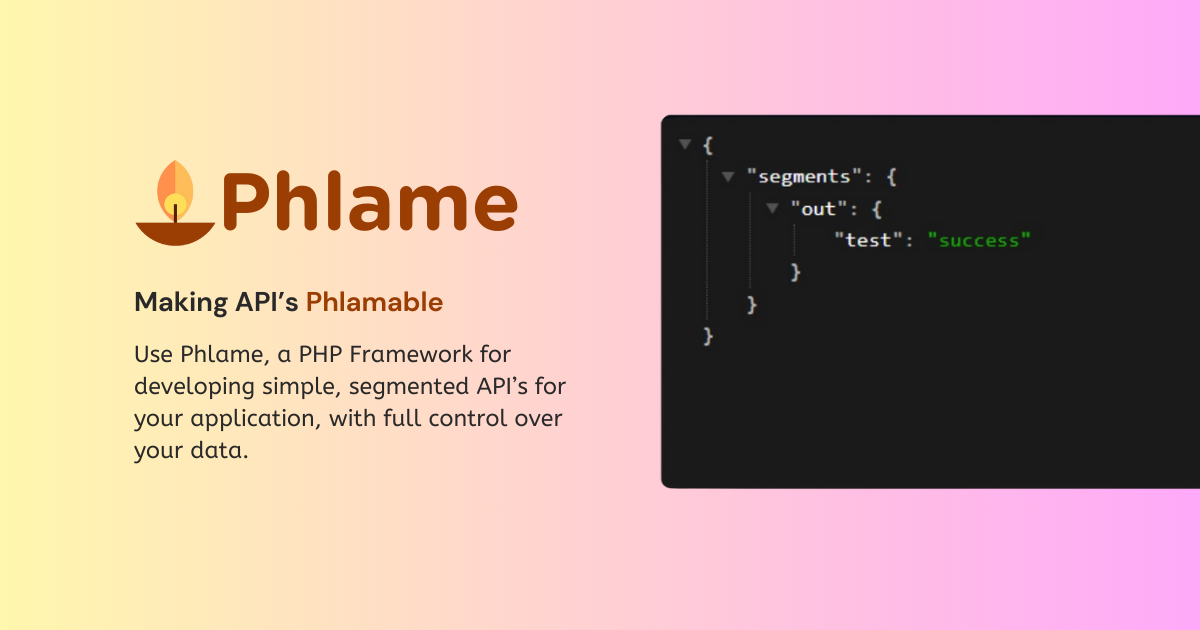 Phlame
Making API’s Phlamable
Use Phlame, a PHP Framework for
developing simple, segmented API’s for
your application, with full control over
your data.
{
"segments": {
"out": {
"test": "success"
}
}
}